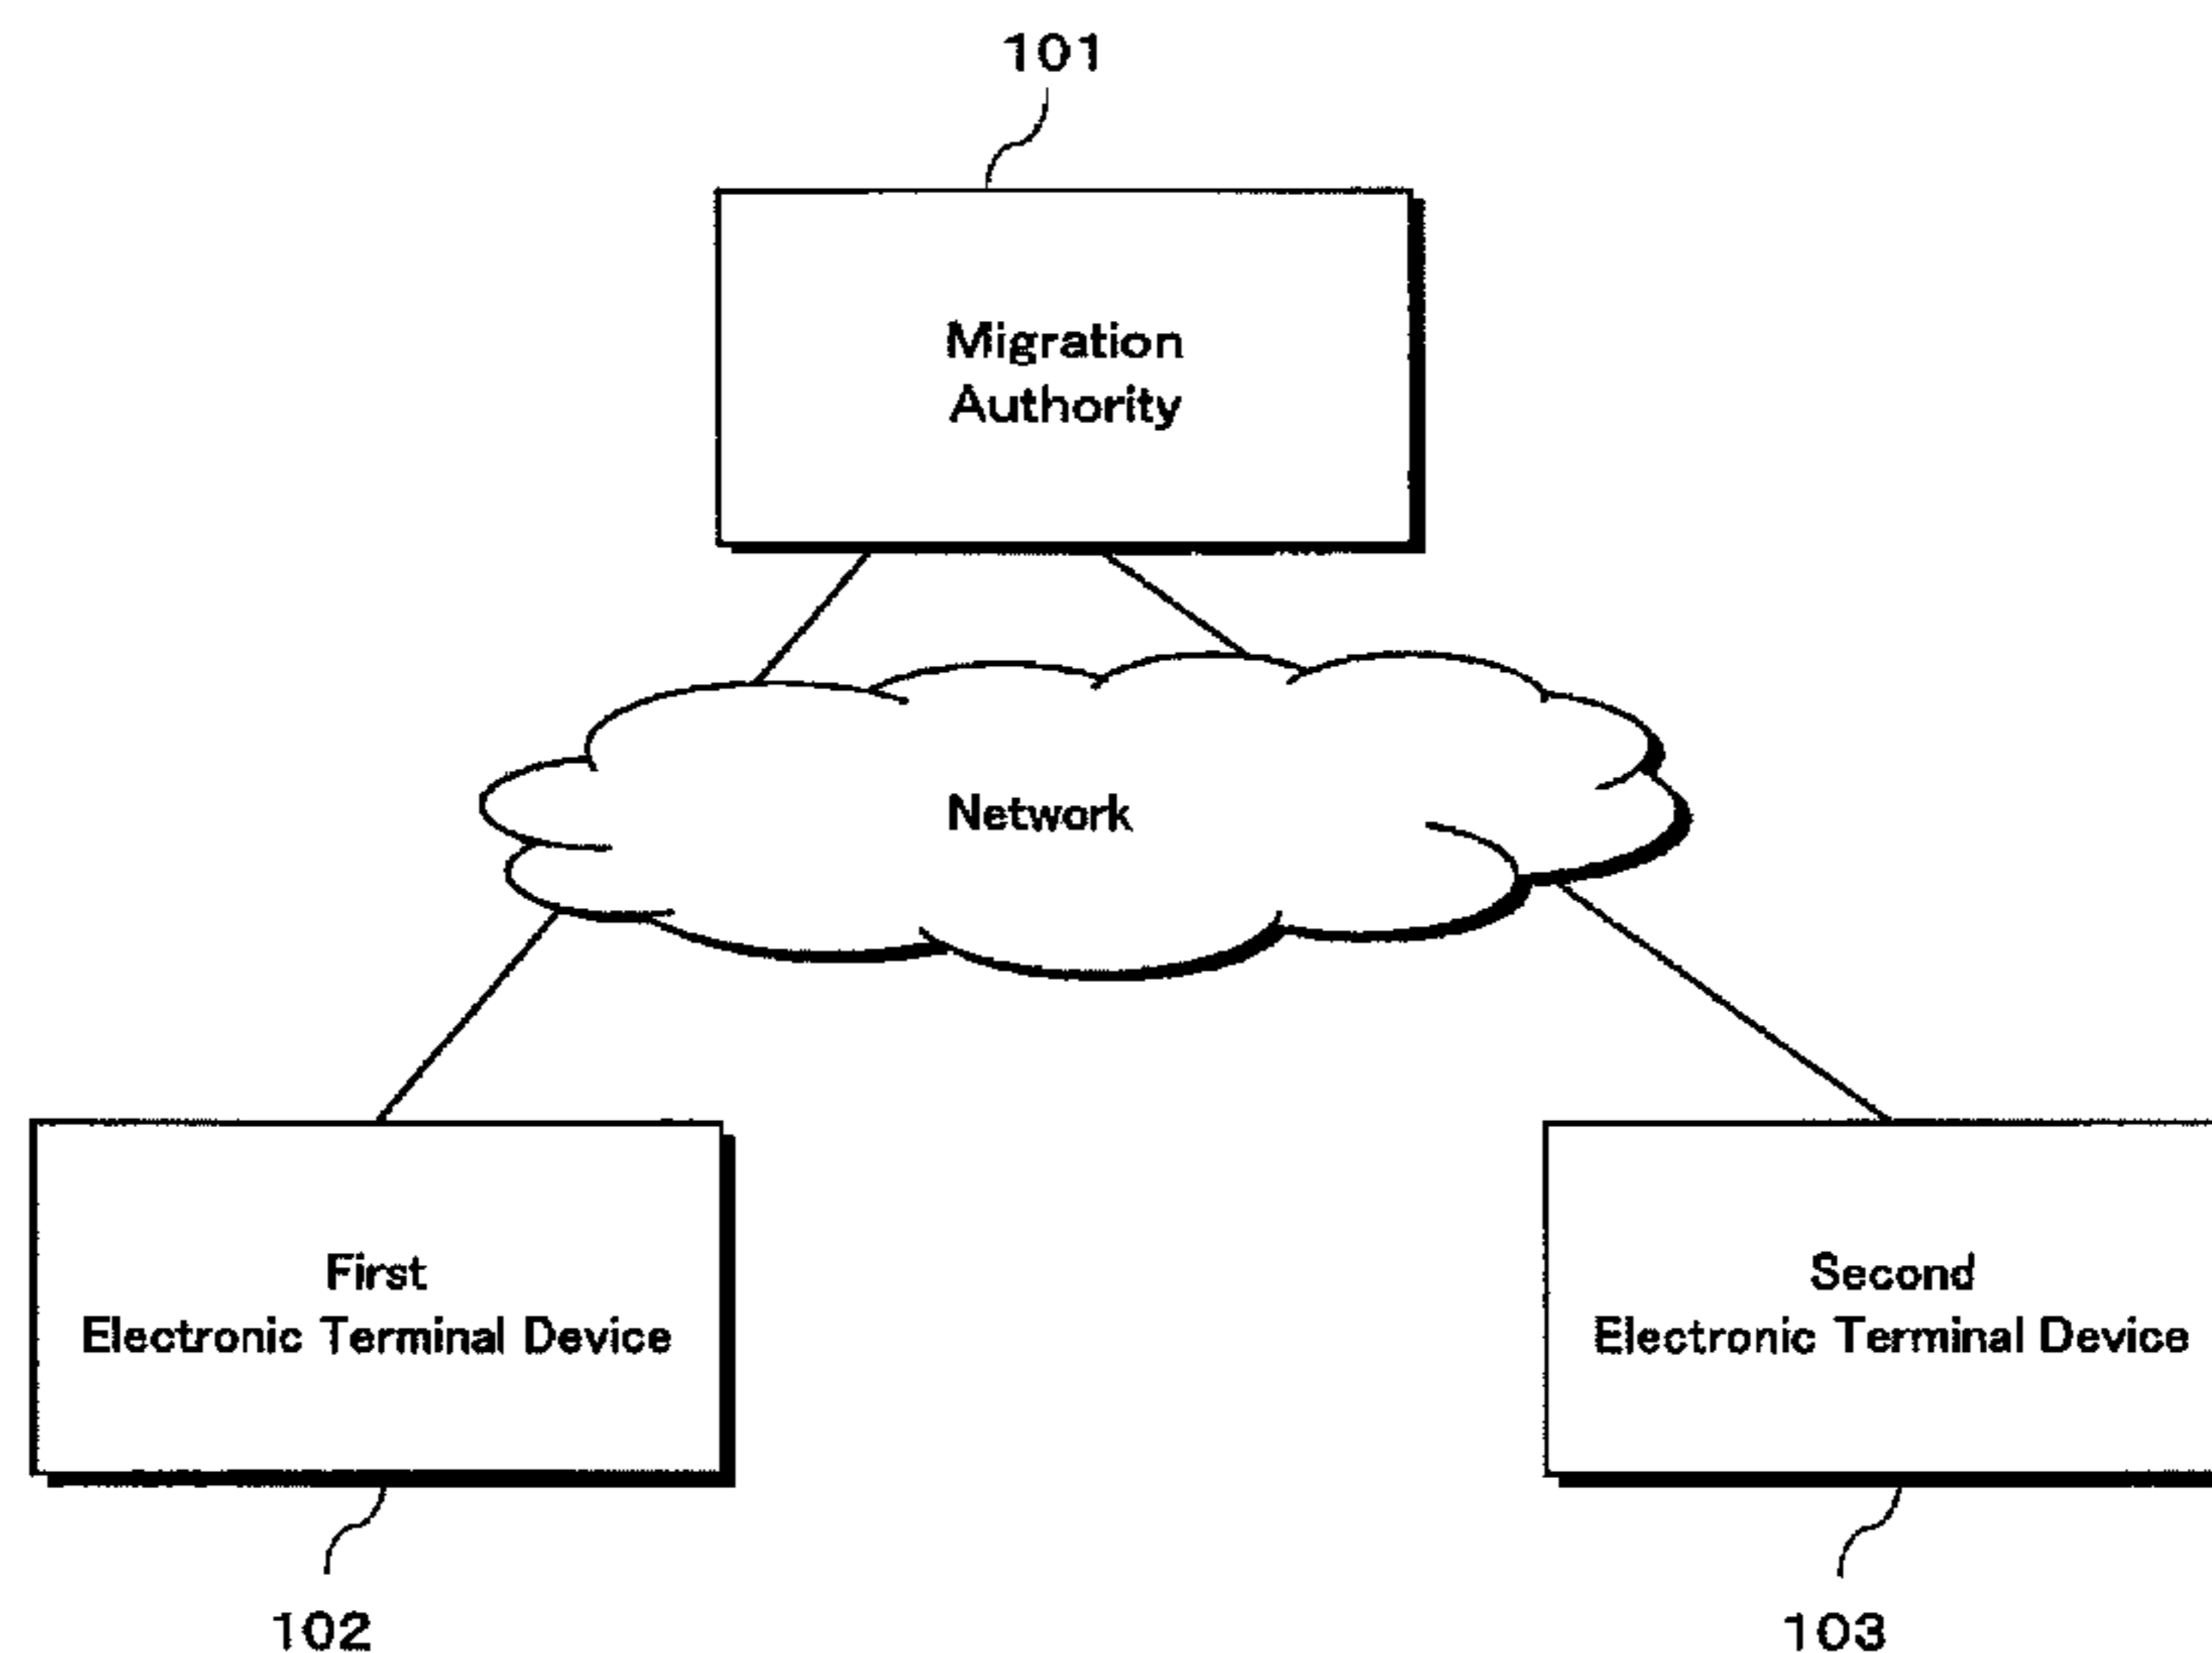 101
Migration
Authority
Network
First
Electronic Terminal Device
Second
Electronic Terminal Device
102
103